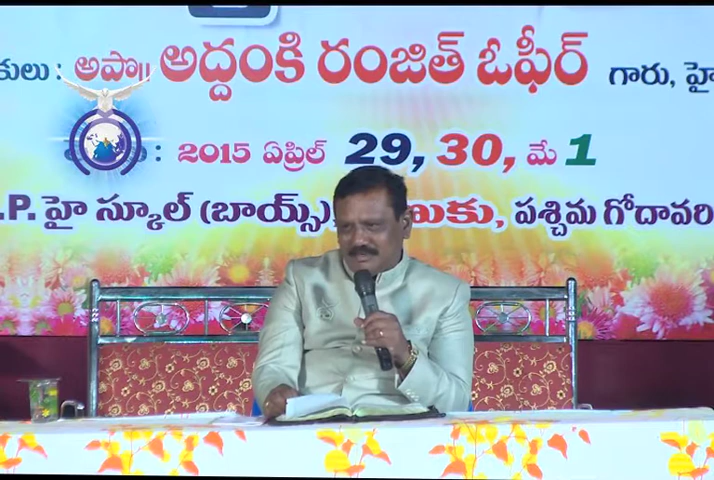 కులు: అపొ॥ అద్దంకి రంజిత్ ఓఫీర్ గారు, హై
: 2015 ఏప్రిల్ 29, 30, మే 1
.P. హై స్కూల్ (బాయ్స్), ణుకు, పశ్చిమ గోదావరి